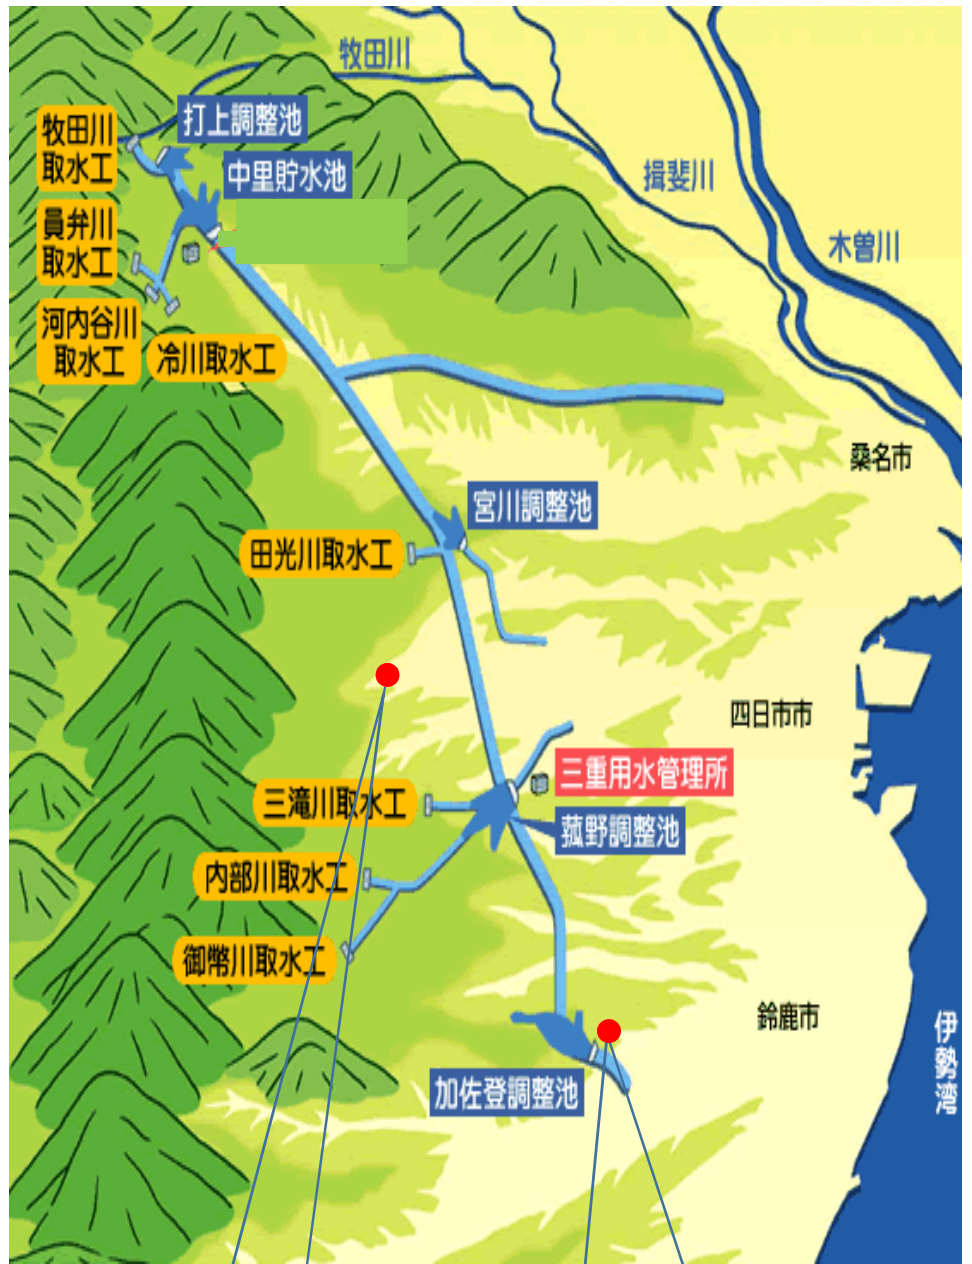 牧田川
牧田川
取水工
打上調整池
中里貯水池
揖斐川
員弁川
取水工
木曽川
河内谷川
取水工
冷川取水工
桑名市
宮川調整池
田光川取水工
四日市市
三重用水管理所
三滝川取水工
菰野調整池
内部川取水工
御幣川取水工
鈴鹿市
伊勢湾
加佐登調整池